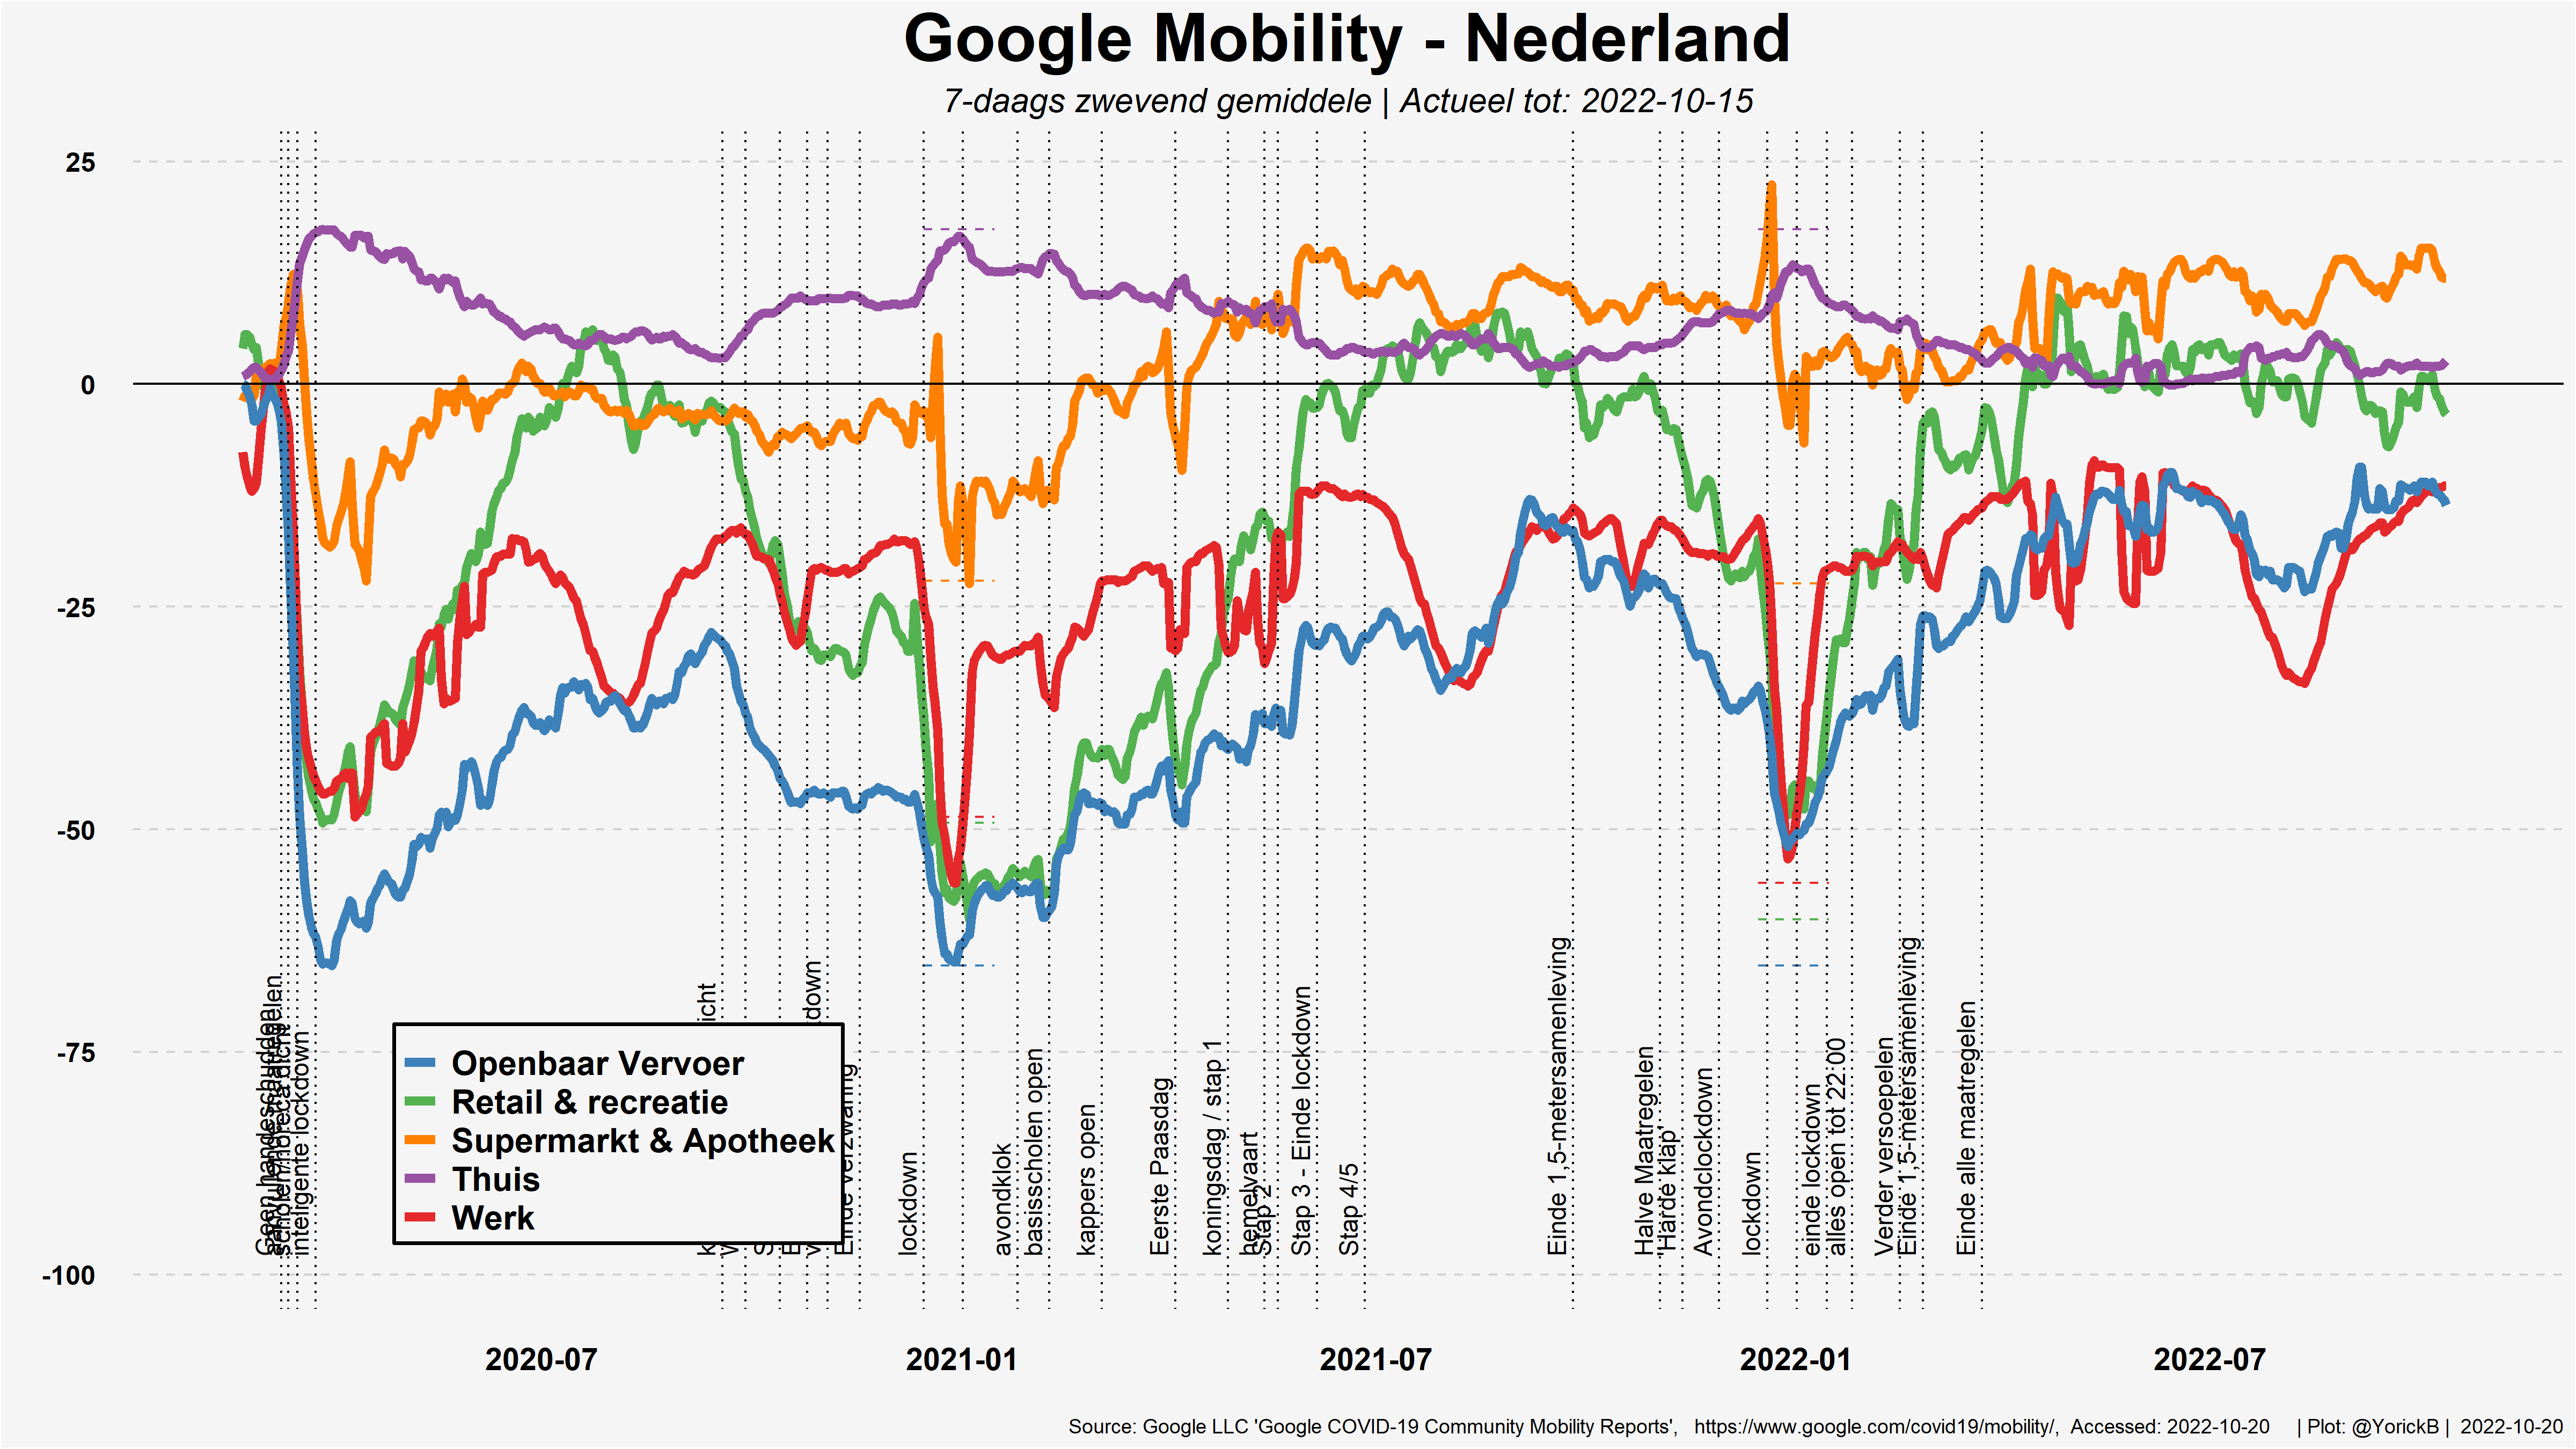 Google Mobility - Nederland
7-daags zwevend gemiddele | Actueel tot: 2022-10-15
25
0
-25
-50
-75
-100
Geen handeschudden
inteligente lockdown
Einde verzwaring
lockdown
avondklok
basisscholen open
kappers open
Eerste Paasdag
koningsdag / stap 1
hemelvaart
Stap 2
Stap 3 - Einde lockdown
Stap 4/5
Einde 1,5-metersamenleving
Halve Maatregelen
'Harde klap'
Avondclockdown
lockdown
einde lockdown
alles open tot 22:00
Verder versoepelen
Einde 1,5-metersamenleving
Einde alle maatregelen
Openbaar Vervoer
Retail & recreatie
Supermarkt & Apotheek
Thuis
Werk
2020-07
2021-01
2021-07
2022-01
2022-07
Source: Google LLC 'Google COVID-19 Community Mobility Reports', https://www.google.com/covid19/mobility/, Accessed: 2022-10-20 | Plot: @YorickB | 2022-10-20